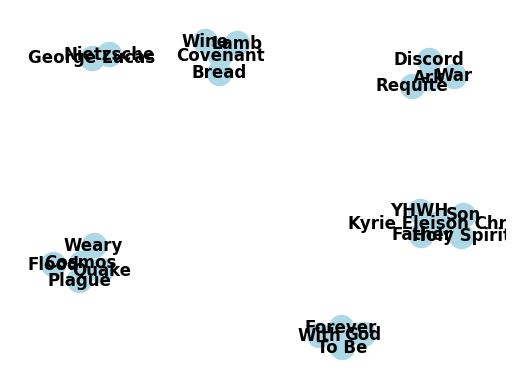 George Lucas
Nietzsche
Wine
Lamb
Covenant
Bread
Discord
Ark
War
Requite
YHWH
Son
Kyrie Eleison
Chr
Father
Holy Spirit
Weary
Flood
Cosmos
Quake
Plague
Forever
With
God
To Be